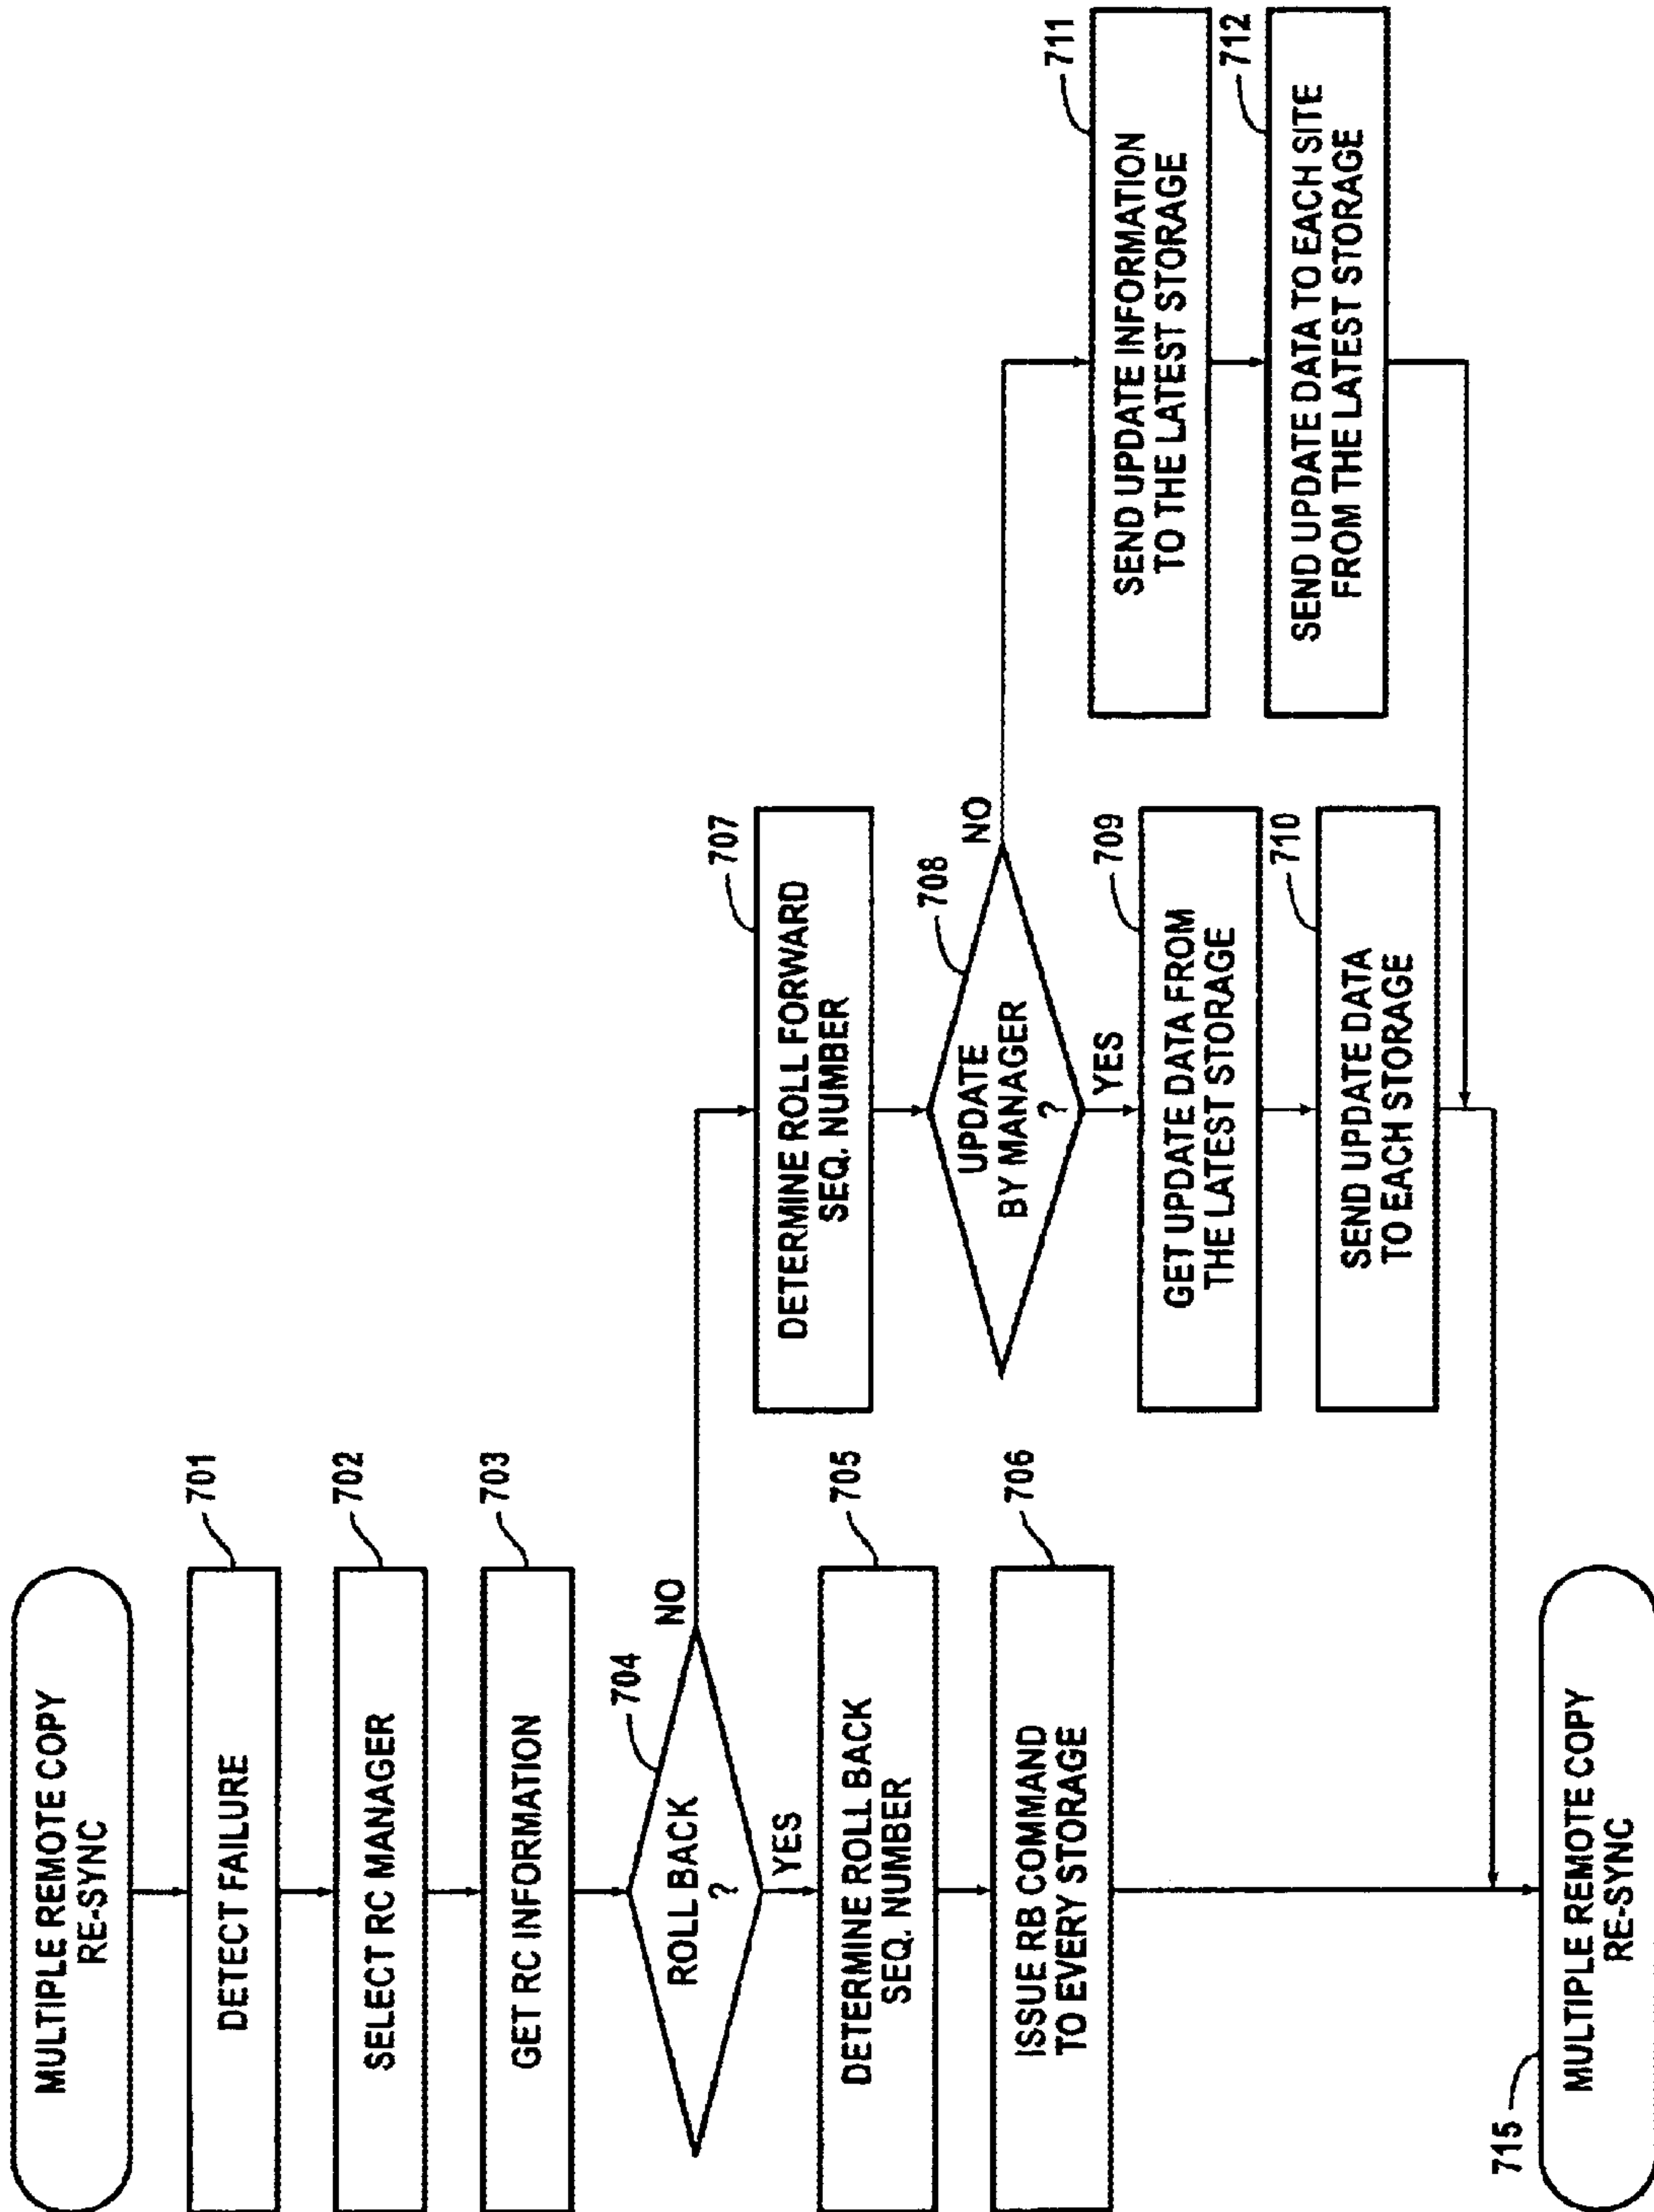 MULTIPLE REMOTE COPY
RE-SYNC
701
DETECT FAILURE
702
SELECT RC MANAGER
703
GET RC INFORMATION
704
ROLL BACK
?
NO
YES
705
DETERMINE ROLL BACK
SEQ. NUMBER
706
ISSUE RB COMMAND
TO EVERY STORAGE
707
DETERMINE ROLL FORWARD
SEQ. NUMBER
708
UPDATE
BY MANAGER
?
NO
YES
709
GET UPDATE DATA FROM
THE LATEST STORAGE
710
SEND UPDATE DATA
TO EACH STORAGE
711
SEND UPDATE INFORMATION
TO THE LATEST STORAGE
712
SEND UPDATE DATA TO EACH SITE
FROM THE LATEST STORAGE
715
MULTIPLE REMOTE COPY
RE-SYNC